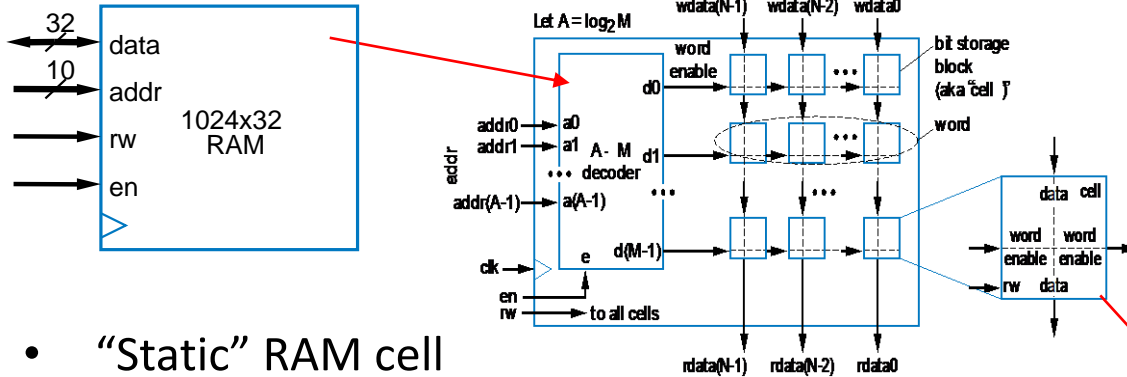 32
data
10
addr
rw
en
1024x32
RAM
Let A = log2 M
wdata(N-1) wdata(N-2) wdata0
word
enable
d0
bit storage
block
(aka “cell”)
word
addr0 a0
addr1 a1
addr
A - M
decoder
d1
addr(A-1) a(A-1)
d(M-1)
clk
e
en
rw to all cells
rdata(N-1) rdata(N-2) rdata0
data cell
word word
enable enable
rw data
• “Static” RAM cell